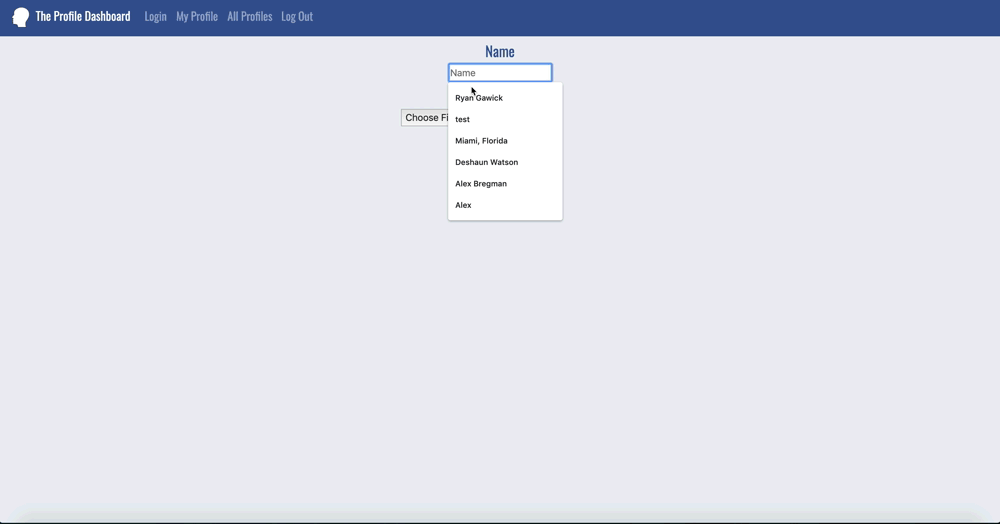 The Profile Dashboard Login My Profile All Profiles Log Out
Name
Name
Ryan Gawick
Choose Fi
test
Miami, Florida
Deshaun Watson
Alex Bregman
Alex